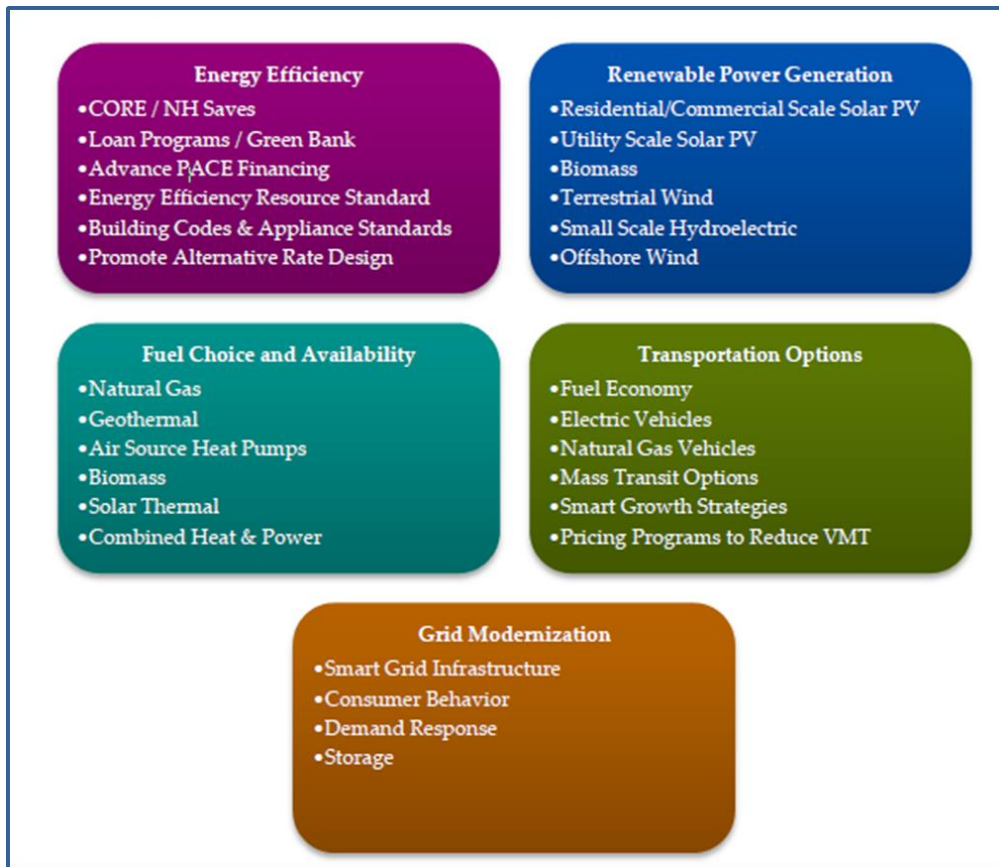 Energy Efficiency
•CORE / NH Saves
•Loan Programs / Green Bank
•Advance PACE Financing
•Energy Efficiency Resource Standard
•Building Codes & Appliance Standards
•Promote Alternative Rate Design
Renewable Power Generation
•Residential/Commercial Scale Solar PV
•Utility Scale Solar PV
•Biomass
•Terrestrial Wind
•Small Scale Hydroelectric
•Offshore Wind
Fuel Choice and Availability
•Natural Gas
•Geothermal
•Air Source Heat Pumps
•Biomass
•Solar Thermal
•Combined Heat & Power
Transportation Options
•Fuel Economy
•Electric Vehicles
•Natural Gas Vehicles
•Mass Transit Options
•Smart Growth Strategies
•Pricing Programs to Reduce VMT
Grid Modernization
•Smart Grid Infrastructure
•Consumer Behavior
•Demand Response
•Storage